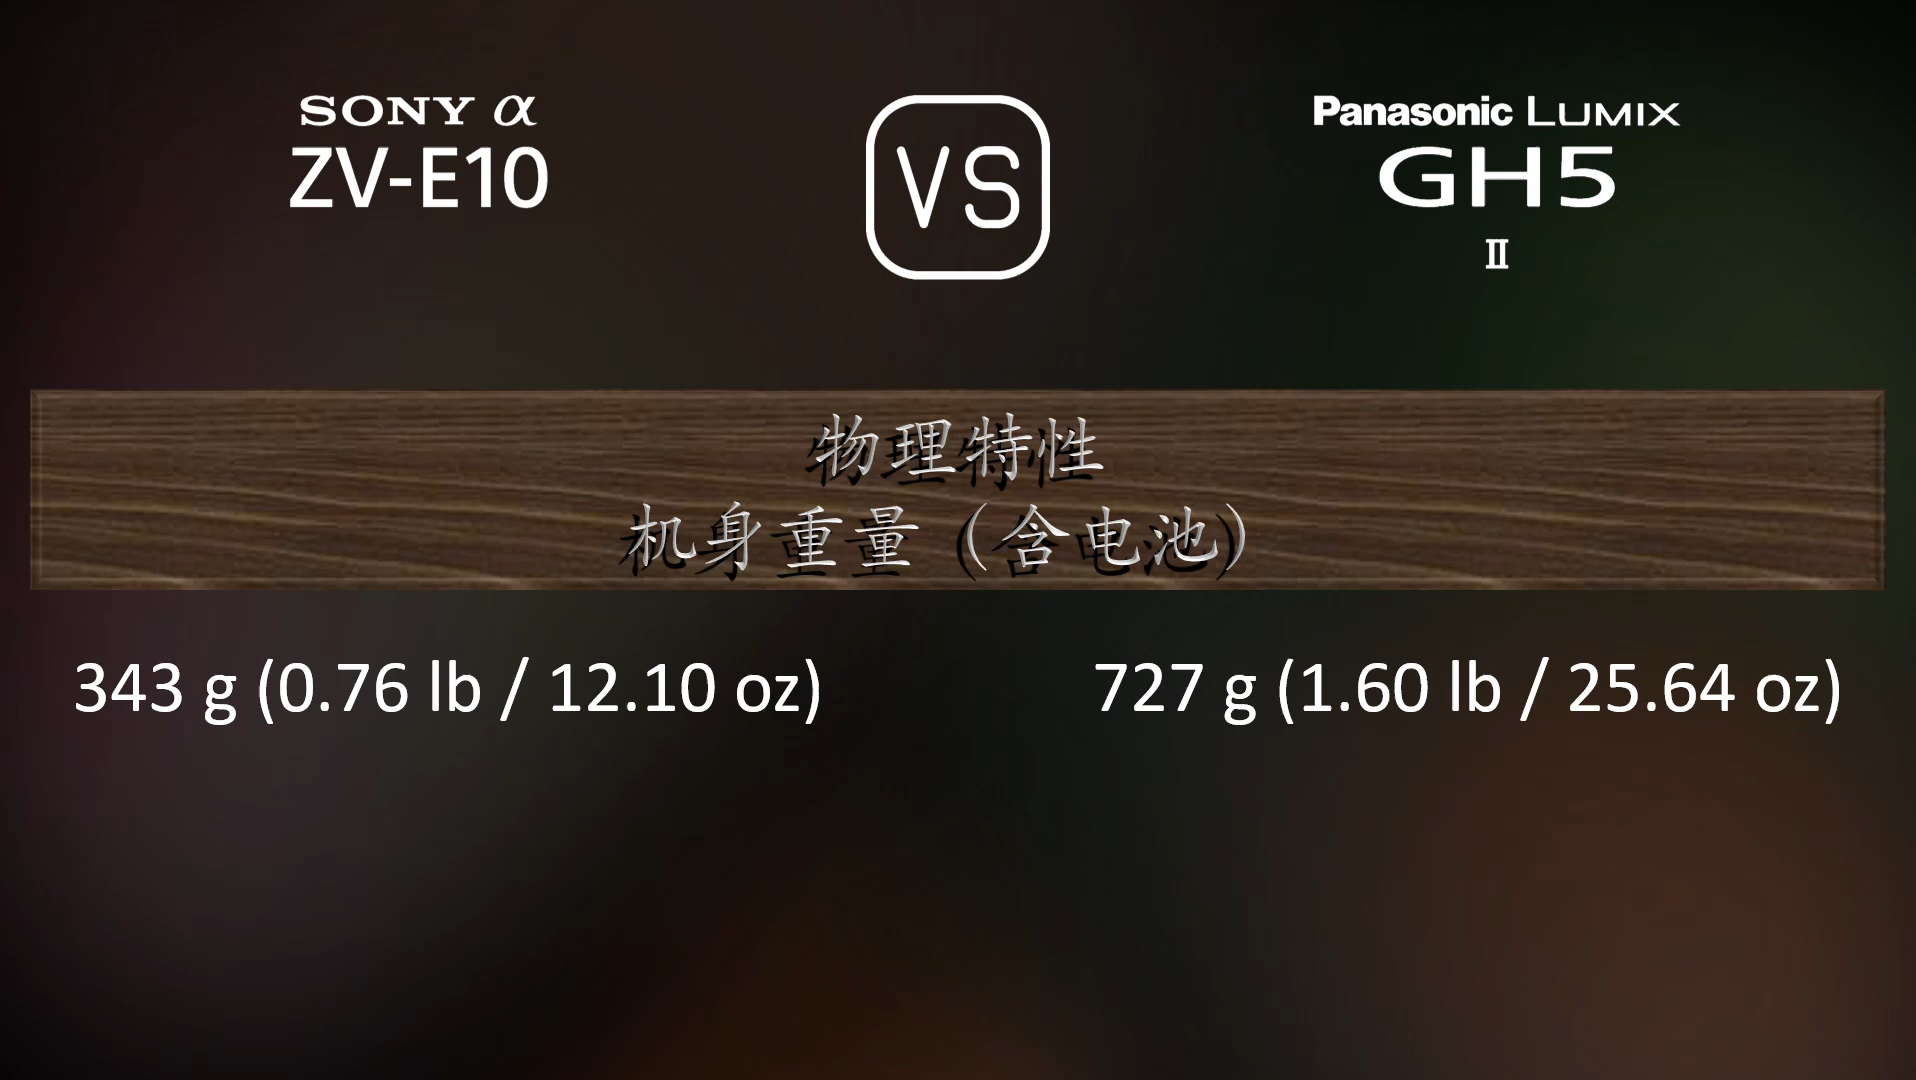 SONY α
ZV-E10
VS
Panasonic LUMIX
GH5
II
物理特性
机身重量（含电池）
343 g (0.76 lb / 12.10 oz)
727 g (1.60 lb / 25.64 oz)